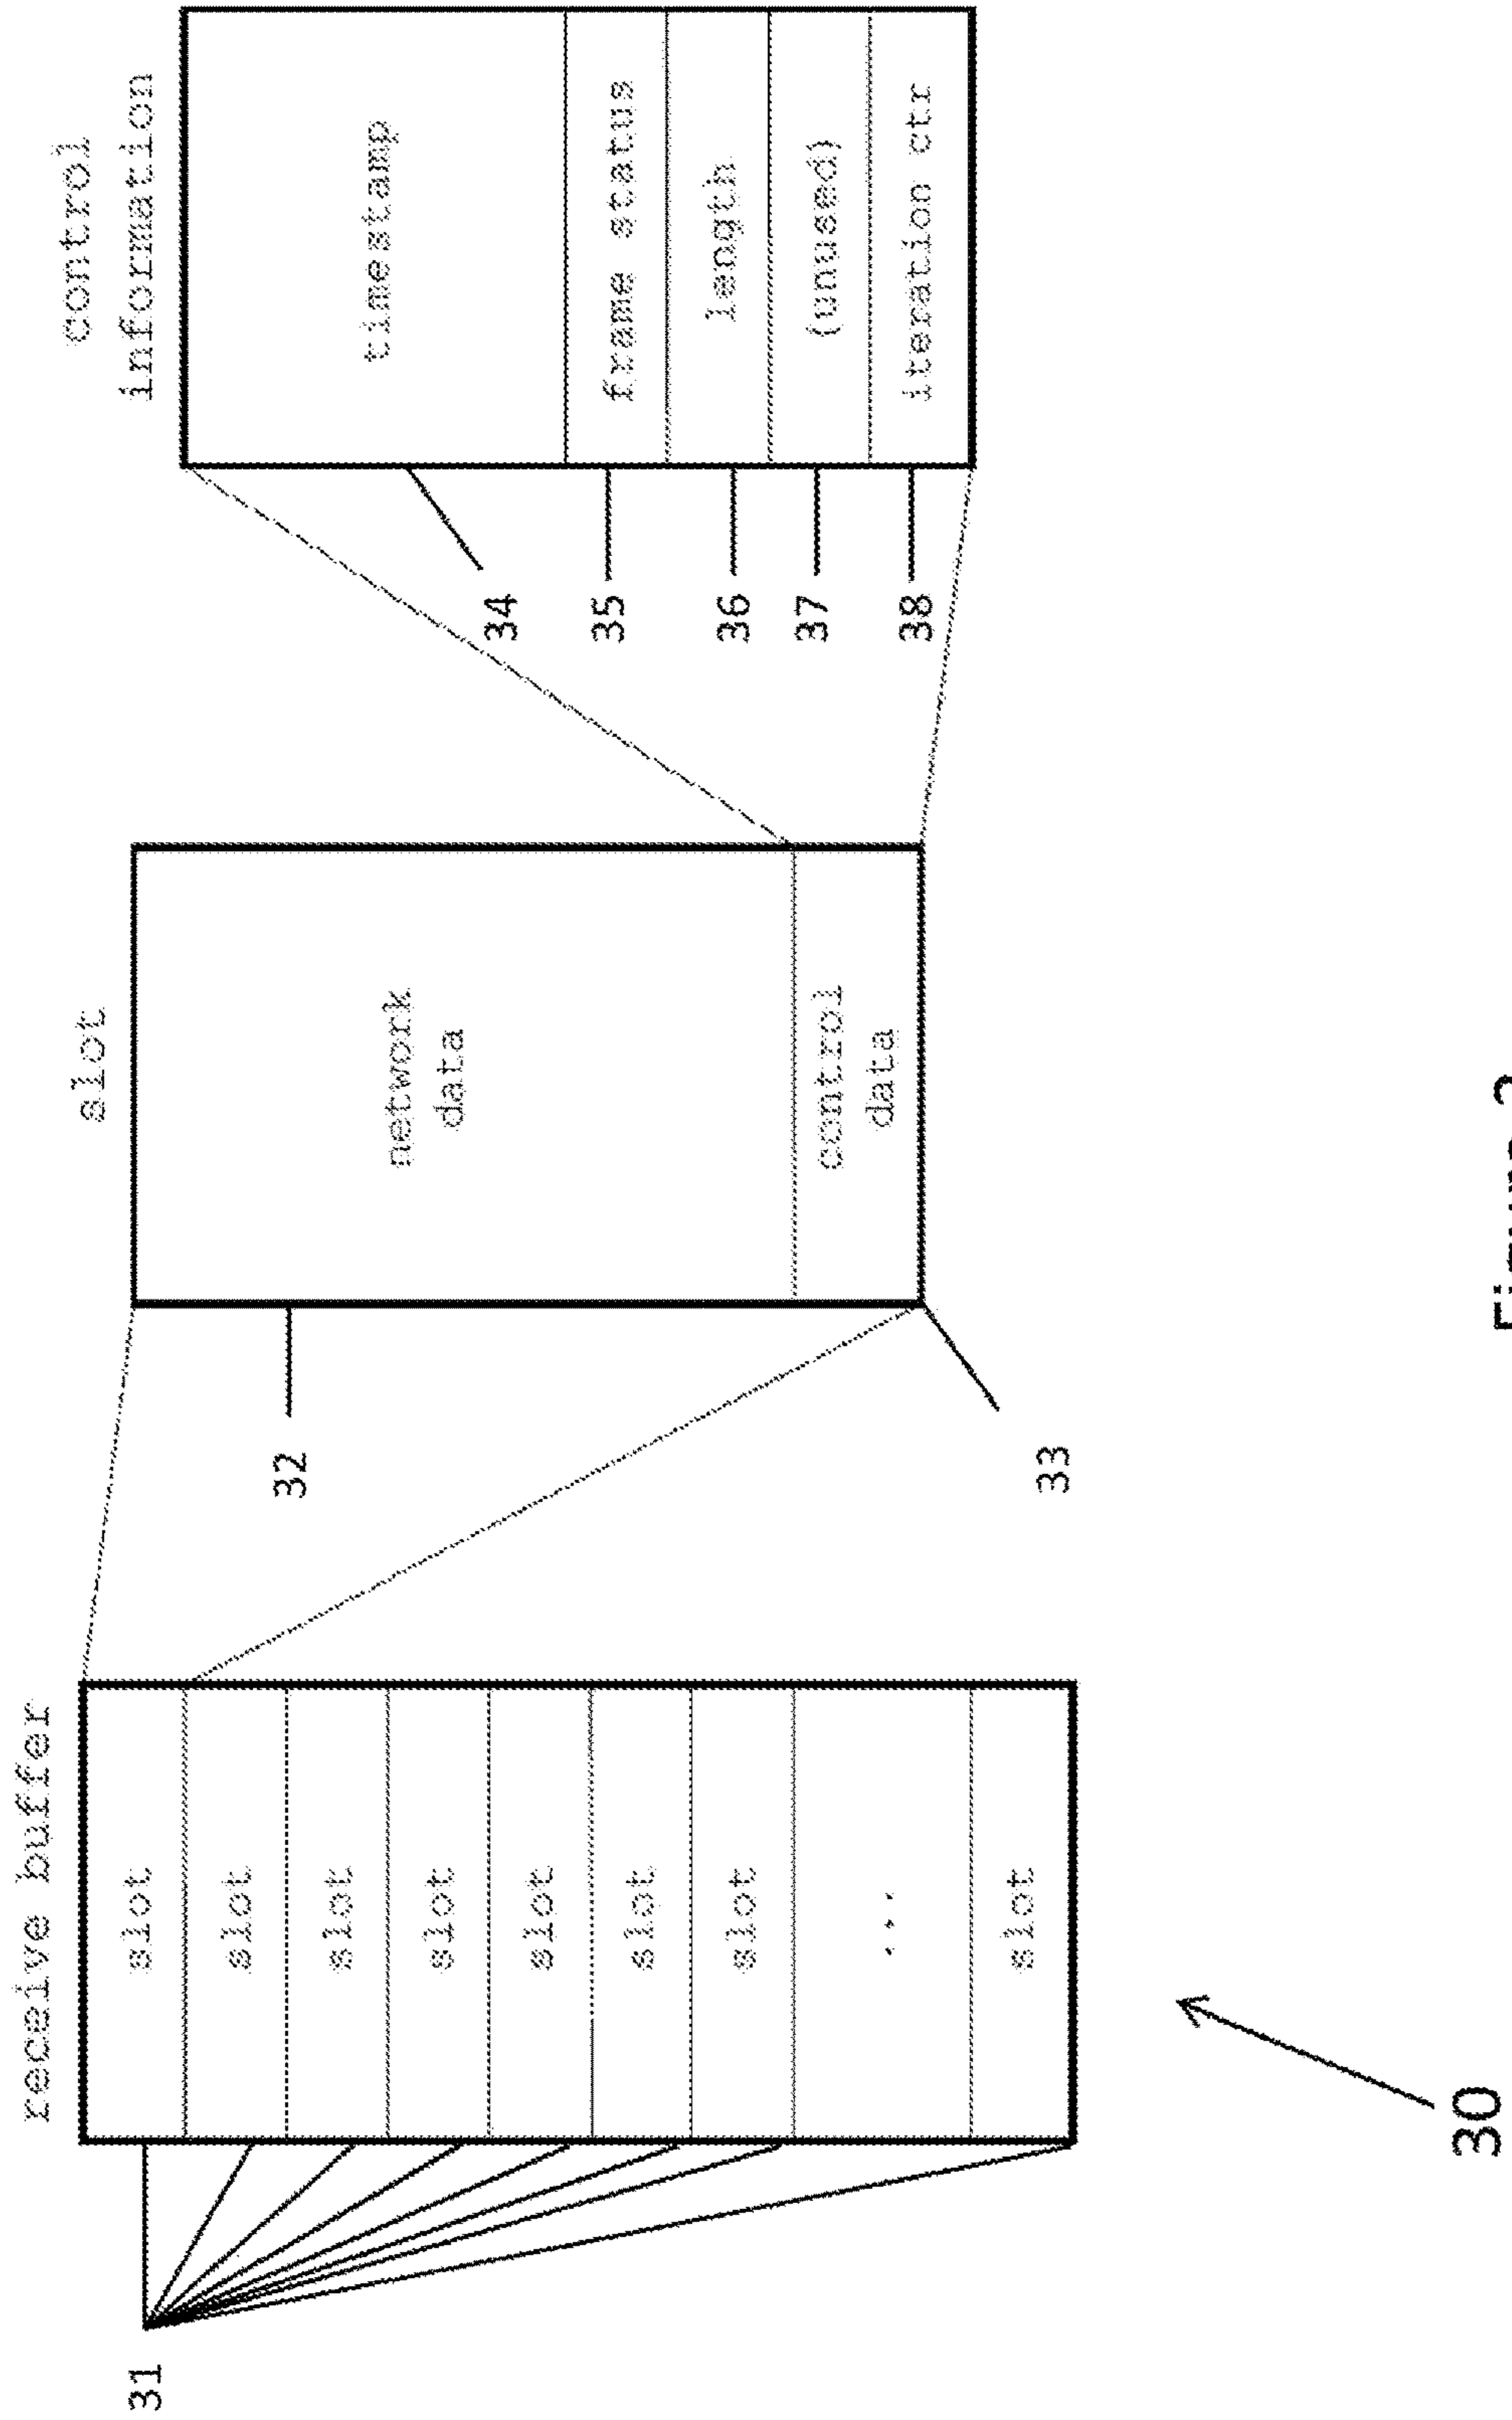 receive buffer
slot
slot
slot
slot
slot
slot
slot
...
slot
31
30
slot
network
data
control
data
32
33
control
information
timestamp
frame status
length
(unused)
iteration ctr
34
35
36
37
38
Figure